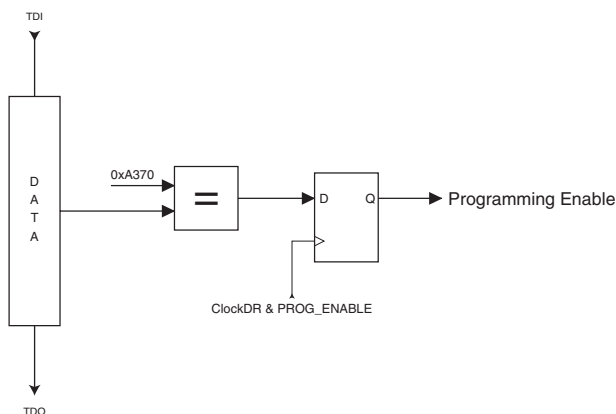 TDI
D
A
T
A
0xA370
=
D
Q
Programming Enable
ClockDR & PROG_ENABLE
TDO